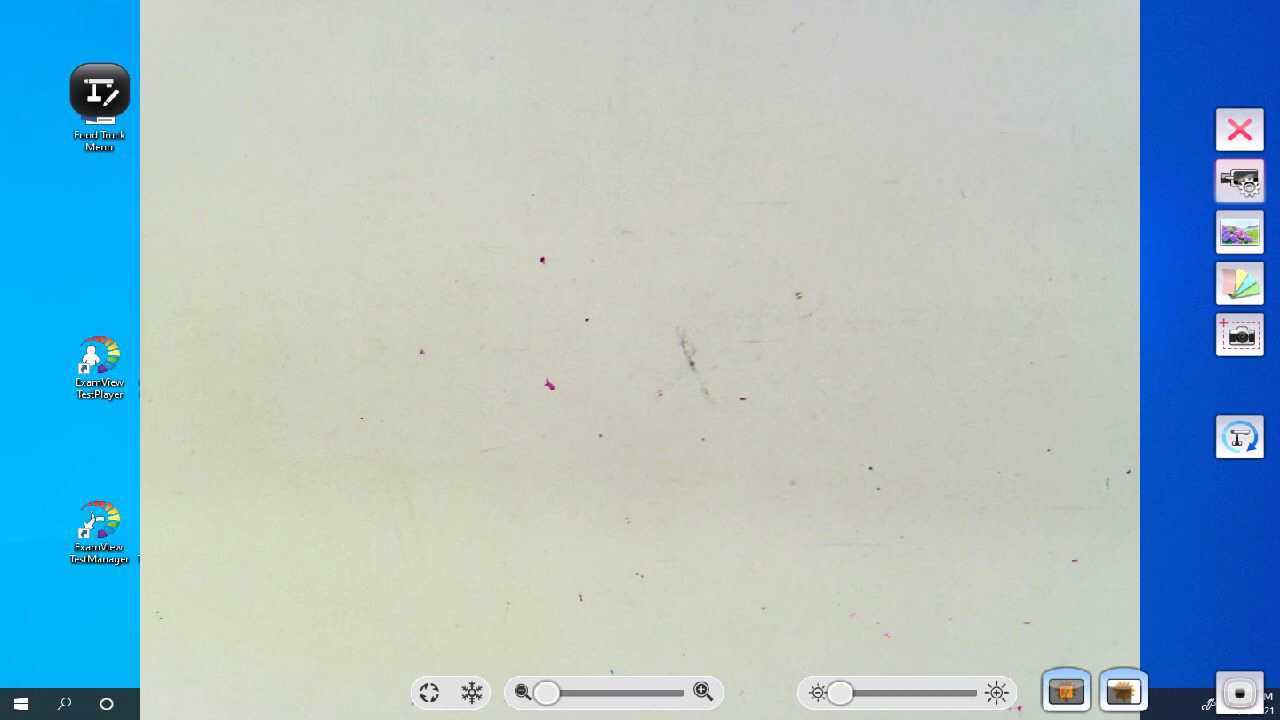 Food Truck
Menu
ExamView
TestPlayer
ExamView
TestManager